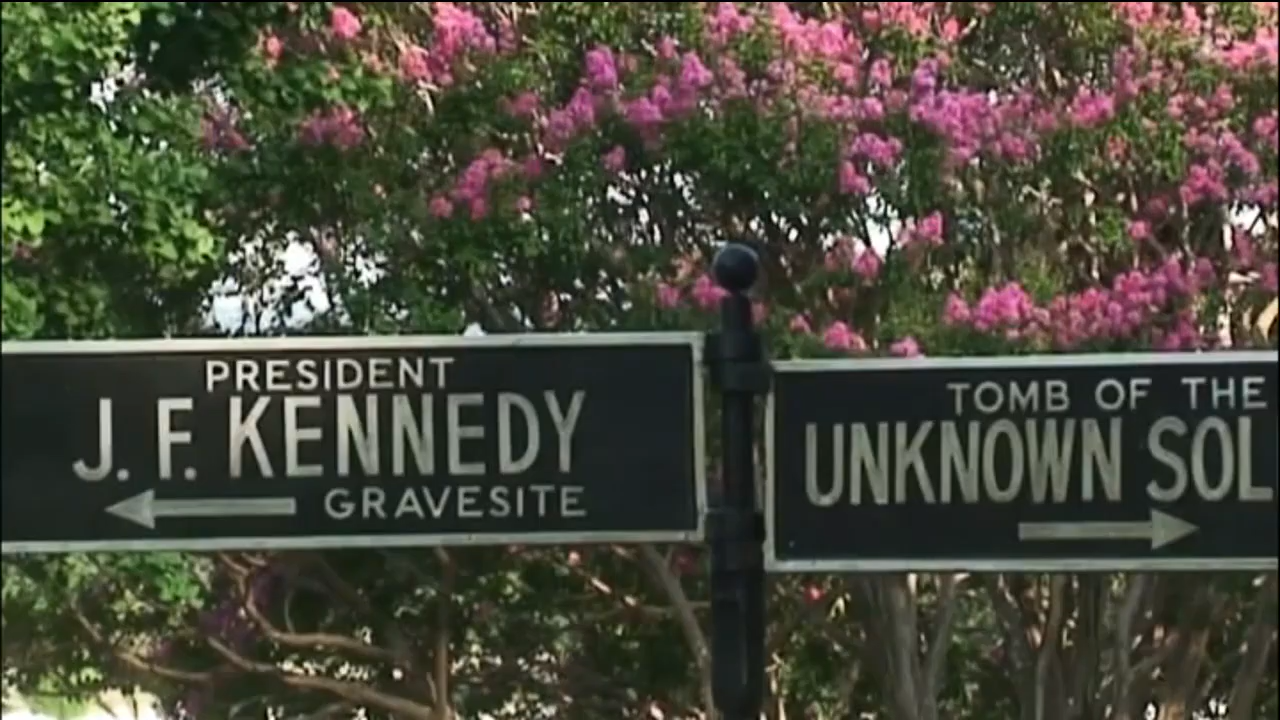 PRESIDENT
J. F. KENNEDY
GRAVESITE
TOMB OF THE
UNKNOWN SOL